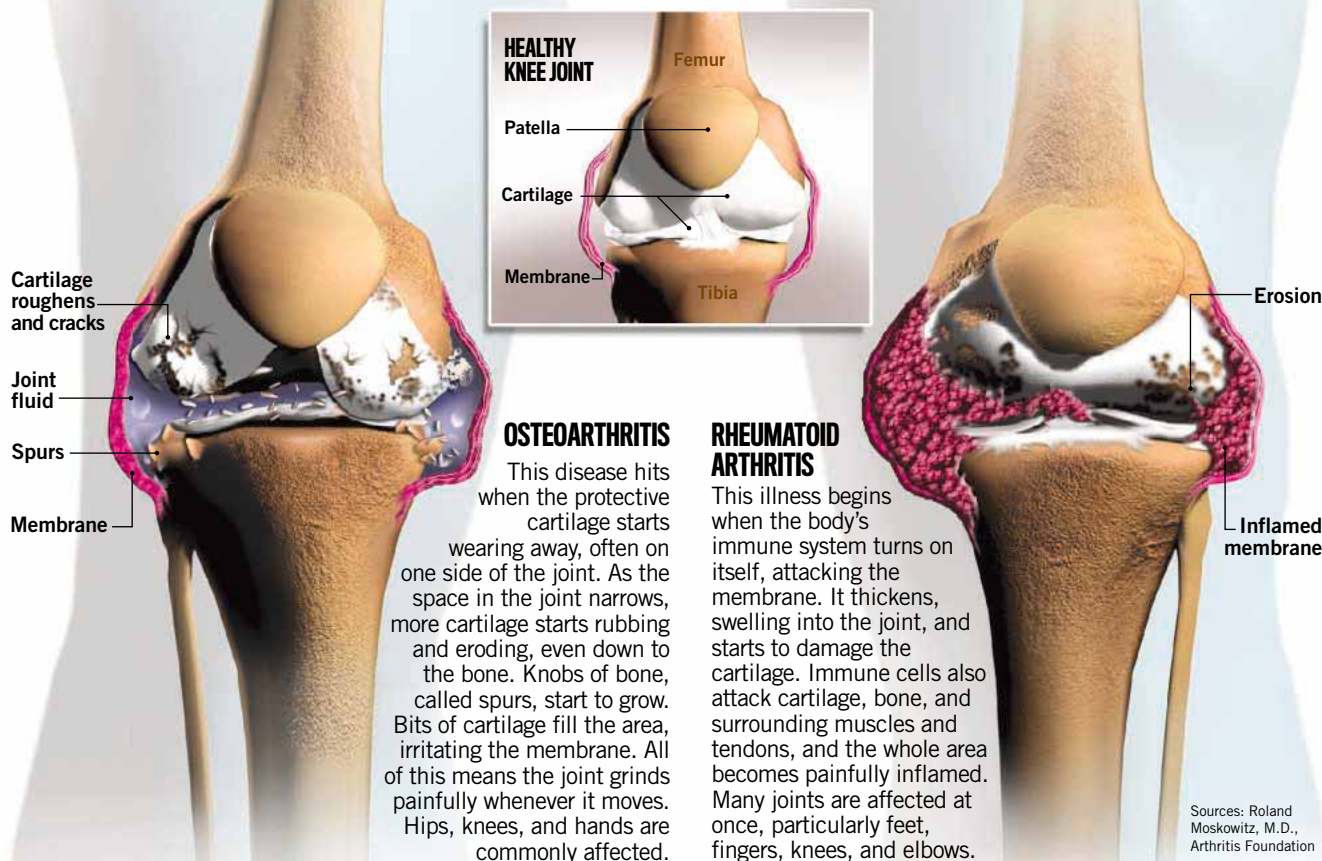 HEALTHY
KNEE JOINT
Femur
Patella
Cartilage
Membrane
Tibia
Cartilage
roughens
and cracks
Joint
fluid
Spurs
Membrane
OSTEOARTHRITIS
This disease hits
when the protective
cartilage starts
wearing away, often on
one side of the joint. As the
space in the joint narrows,
more cartilage starts rubbing
and eroding, even down to
the bone. Knobs of bone,
called spurs, start to grow.
Bits of cartilage fill the area,
irritating the membrane. All
of this means the joint grinds
painfully whenever it moves.
Hips, knees, and hands are
commonly affected.
RHEUMATOID
ARTHRITIS
This illness begins
when the body’s
immune system turns on
itself, attacking the
membrane. It thickens,
swelling into the joint, and
starts to damage the
cartilage. Immune cells also
attack cartilage, bone, and
surrounding muscles and
tendons, and the whole area
becomes painfully inflamed.
Many joints are affected at
once, particularly feet,
fingers, knees, and elbows.
Erosion
Inflamed
membrane
Sources: Roland
Moskowitz, M.D.,
Arthritis Foundation